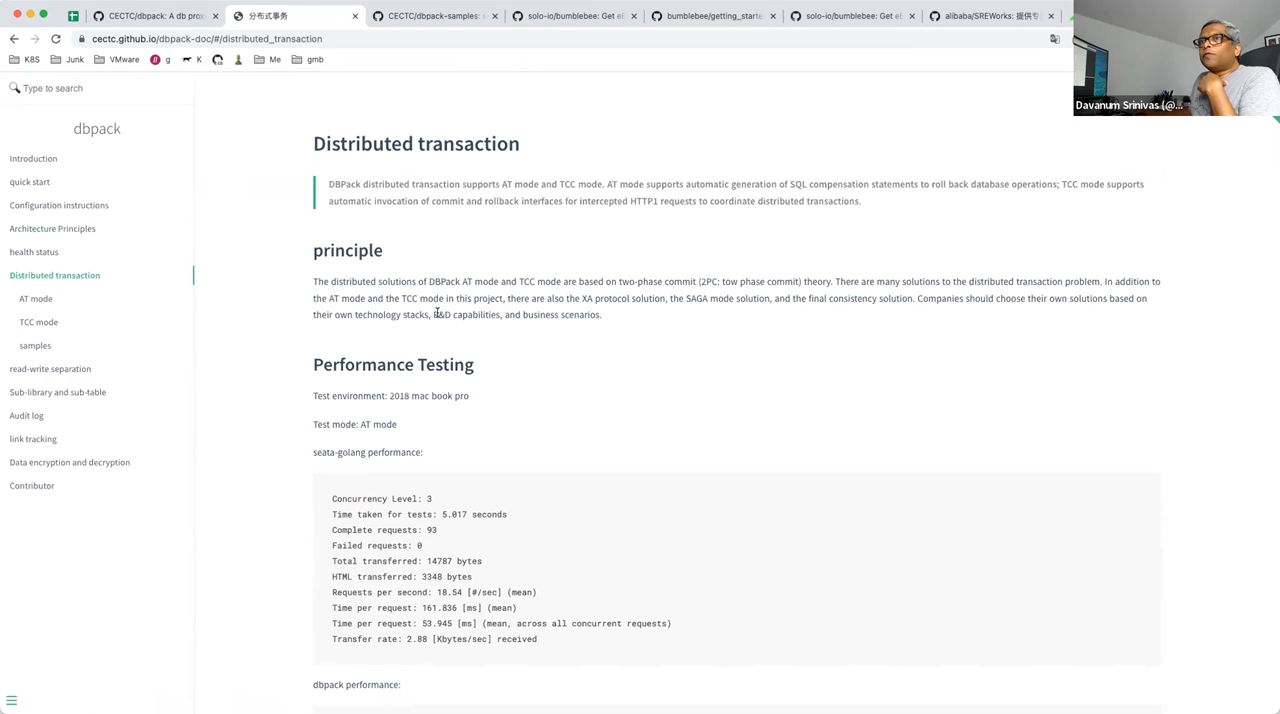 CECTC/dbpack: A db prox
分布式事务
CECTC/dbpack-samples: s
solo-io/bumblebee: Get eB
bumblebee/getting_starte
solo-io/bumblebee: Get eB
alibaba/SREWorks: 提供专
cectc.github.io/dbpack-doc/#/distributed_transaction
K8S
Junk
VMware
g
K
Me
gmb
Davanum Srinivas (@...
Type to search
dbpack
Introduction
quick start
Configuration instructions
Architecture Principles
health status
Distributed transaction
AT mode
TCC mode
samples
read-write separation
Sub-library and sub-table
Audit log
link tracking
Data encryption and decryption
Contributor
Distributed transaction
DBPack distributed transaction supports AT mode and TCC mode. AT mode supports automatic generation of SQL compensation statements to roll back database operations; TCC mode supports
automatic invocation of commit and rollback interfaces for intercepted HTTP1 requests to coordinate distributed transactions.
principle
The distributed solutions of DBPack AT mode and TCC mode are based on two-phase commit (2PC: tow phase commit) theory. There are many solutions to the distributed transaction problem. In addition to
the AT mode and the TCC mode in this project, there are also the XA protocol solution, the SAGA mode solution, and the final consistency solution. Companies should choose their own solutions based on
their own technology stacks, R&D capabilities, and business scenarios.
Performance Testing
Test environment: 2018 mac book pro
Test mode: AT mode
seata-golang performance:
Concurrency Level: 3
Time taken for tests: 5.017 seconds
Complete requests: 93
Failed requests: 0
Total transferred: 14787 bytes
HTML transferred: 3348 bytes
Requests per second: 18.54 [#/sec] (mean)
Time per request: 161.836 [ms] (mean)
Time per request: 53.945 [ms] (mean, across all concurrent requests)
Transfer rate: 2.88 [Kbytes/sec] received
dbpack performance: